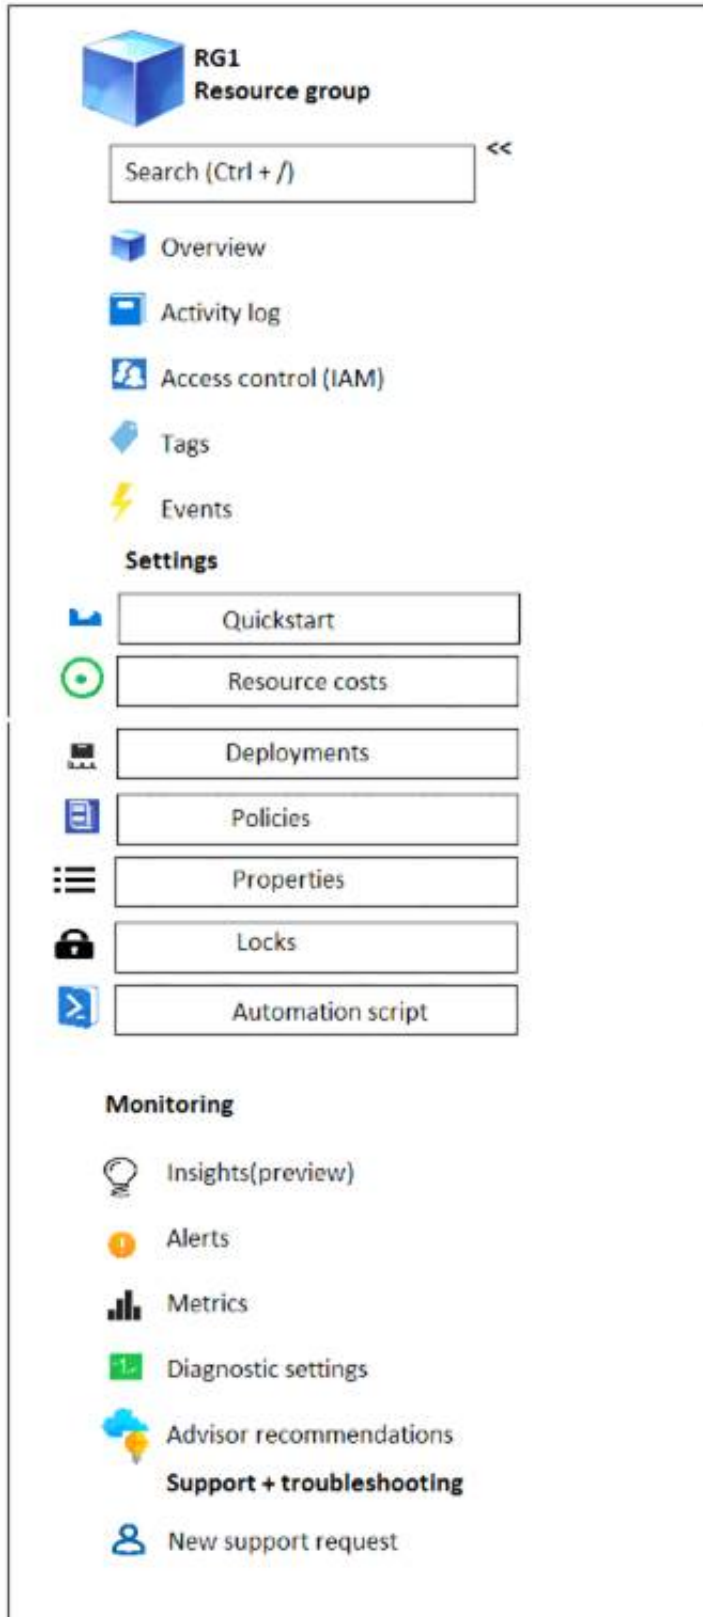 RG1
Resource group
Search (Ctrl + /)
<<
Overview
Activity log
Access control (IAM)
Tags
Events
Settings
Quickstart
Resource costs
Deployments
Policies
Properties
Locks
Automation script
Monitoring
Insights(preview)
Alerts
Metrics
Diagnostic settings
Advisor recommendations
Support + troubleshooting
New support request